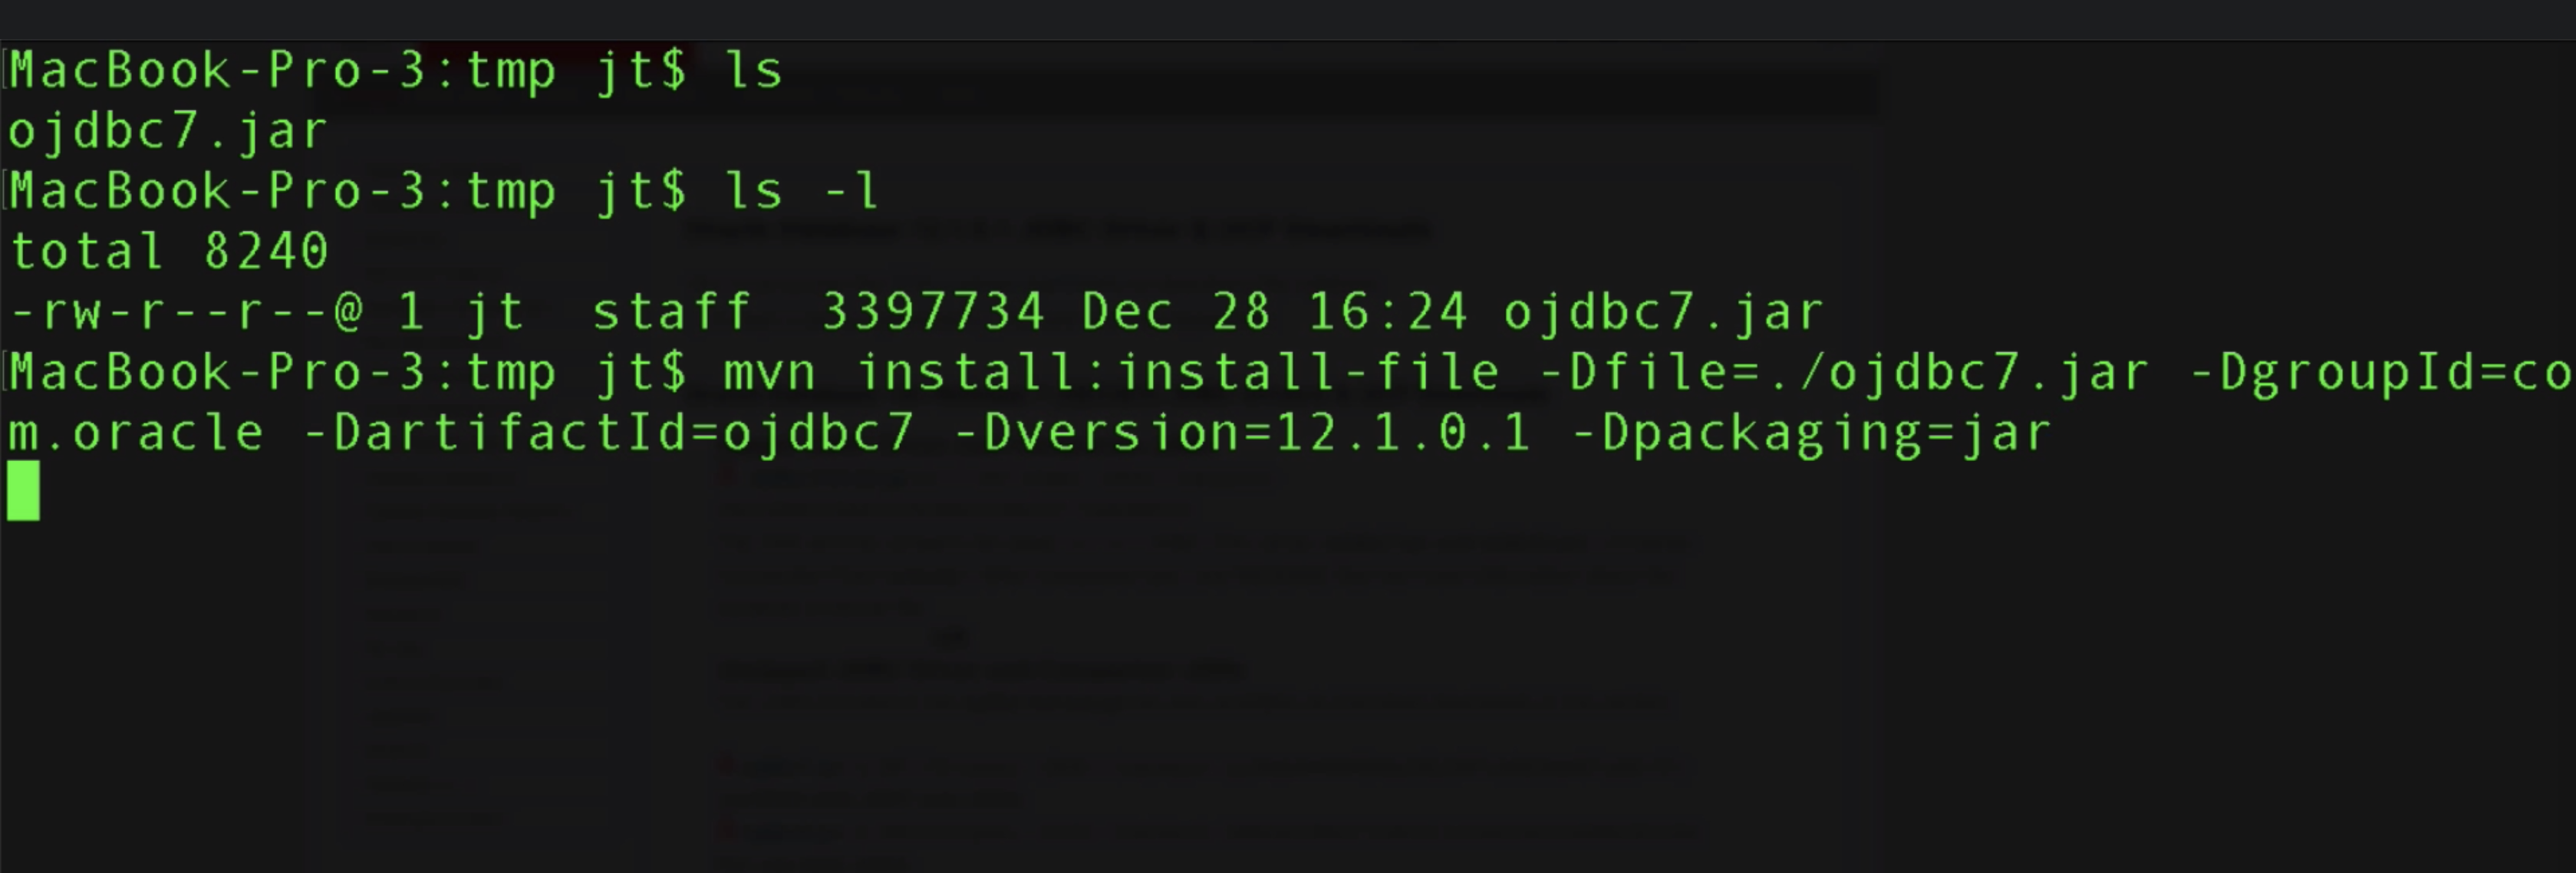 MacBook-Pro-3:tmp jt$ ls
ojdbc7.jar
MacBook-Pro-3:tmp jt$ ls -l
total 8240
-rw-r--r--@ 1 jt  staff  3397734 Dec 28 16:24 ojdbc7.jar
MacBook-Pro-3:tmp jt$ mvn install:install-file -Dfile=./ojdbc7.jar -DgroupId=co
m.oracle -DartifactId=ojdbc7 -Dversion=12.1.0.1 -Dpackaging=jar